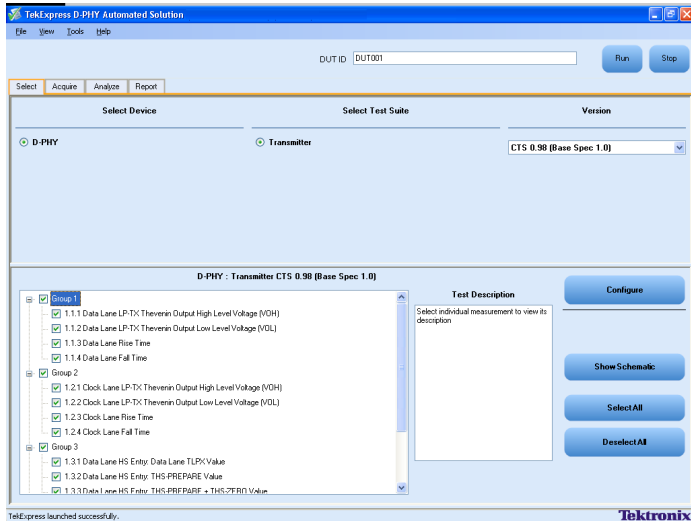 TekExpress D-PHY Automated Solution
File View Tools Help
DUT ID DUT001 Run Stop
Select Acquire Analyze Report
Select Device Select Test Suite Version
D-PHY Transmitter CTS 0.98 (Base Spec 1.0)
D-PHY : Transmitter CTS 0.98 (Base Spec 1.0)
Group 1
1.1.1 Data Lane LP-TX Thevenin Output High Level Voltage (VOH)
1.1.2 Data Lane LP-TX Thevenin Output Low Level Voltage (VOL)
1.1.3 Data Lane Rise Time
1.1.4 Data Lane Fall Time
Group 2
1.2.1 Clock Lane LP-TX Thevenin Output High Level Voltage (VOH)
1.2.2 Clock Lane LP-TX Thevenin Output Low Level Voltage (VOL)
1.2.3 Clock Lane Rise Time
1.2.4 Clock Lane Fall Time
Group 3
1.3.1 Data Lane HS Entry: Data Lane TLPX Value
1.3.2 Data Lane HS Entry: THS-PREPARE Value
1.3.3 Data Lane HS Entry: THS-PREPARE + THS-ZERO Value
Test Description
Select individual measurement to view its
description
Configure
Show Schematic
Select All
Deselect All
TekExpress launched successfully.
Tektronix